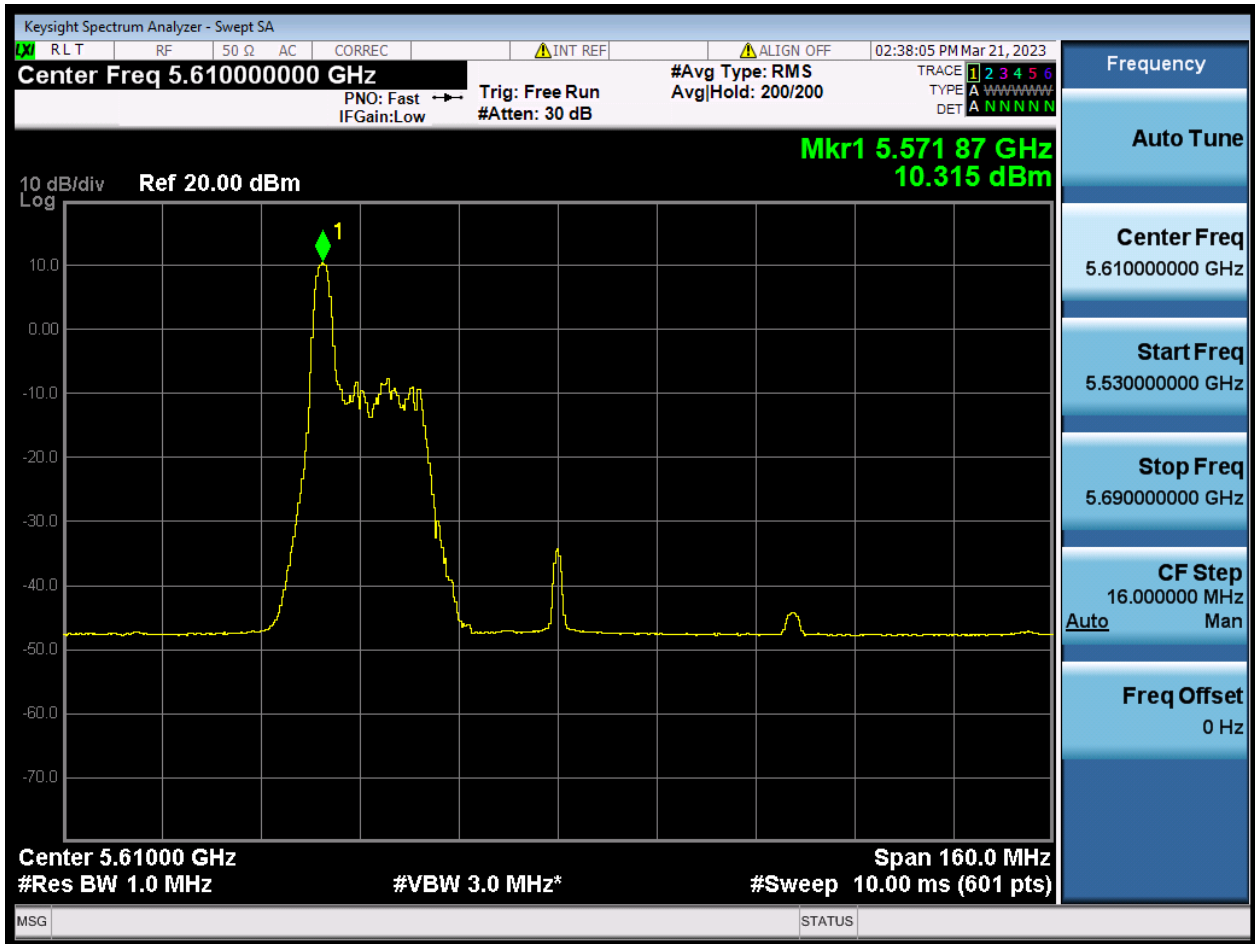 Keysight Spectrum Analyzer - Swept SA
LXI RLT RF 50 Ω AC CORREC INT REF ALIGN OFF 02:38:05 PM Mar 21, 2023
Center Freq 5.610000000 GHz
PNO: Fast
IFGain:Low
Trig: Free Run
#Atten: 30 dB
#Avg Type: RMS
Avg|Hold: 200/200
TRACE 1 2 3 4 5 6
TYPE A WWWWW
DET A N N N N N
Mkr1 5.571 87 GHz
10.315 dBm
10 dB/div Ref 20.00 dBm
Log
1
10.0
0.00
-10.0
-20.0
-30.0
-40.0
-50.0
-60.0
-70.0
Center 5.61000 GHz Span 160.0 MHz
#Res BW 1.0 MHz #VBW 3.0 MHz* #Sweep 10.00 ms (601 pts)
MSG STATUS
Frequency
Auto Tune
Center Freq
5.610000000 GHz
Start Freq
5.530000000 GHz
Stop Freq
5.690000000 GHz
CF Step
16.000000 MHz
Auto Man
Freq Offset
0 Hz